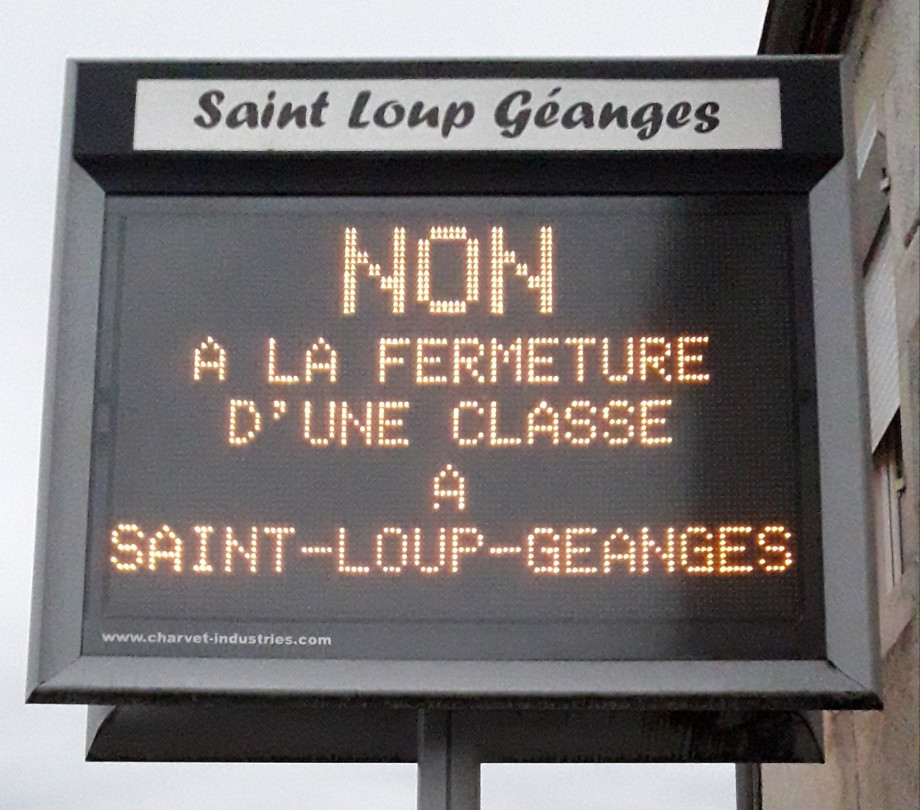 Saint Loup Géanges
NON
A LA FERMETURE
D'UNE CLASSE
A
SAINT-LOUP-GEANGES
www.charvet-industries.com